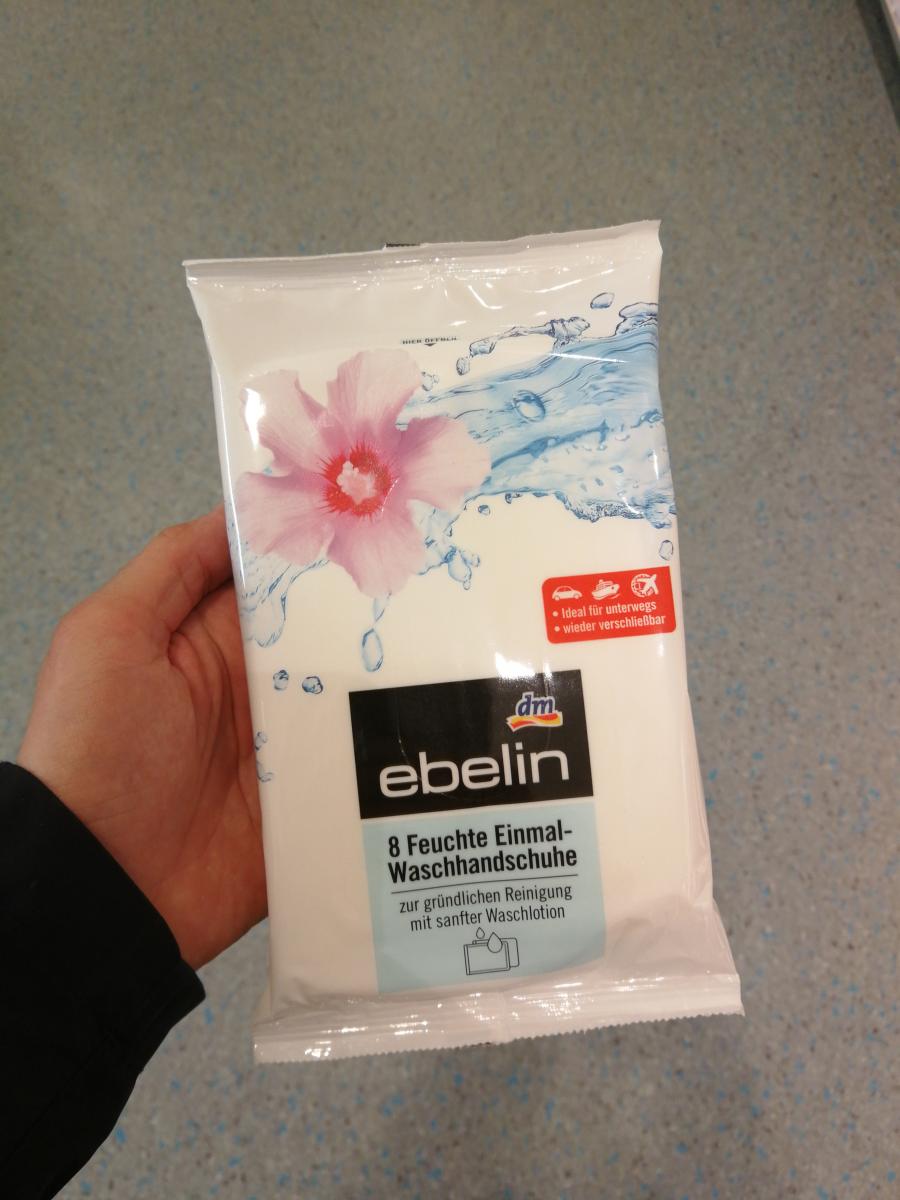 HIER ÖFFNEN
• Ideal für unterwegs
• wieder verschließbar
dm
ebelin
8 Feuchte Einmal-
Waschhandschuhe
zur gründlichen Reinigung
mit sanfter Waschlotion